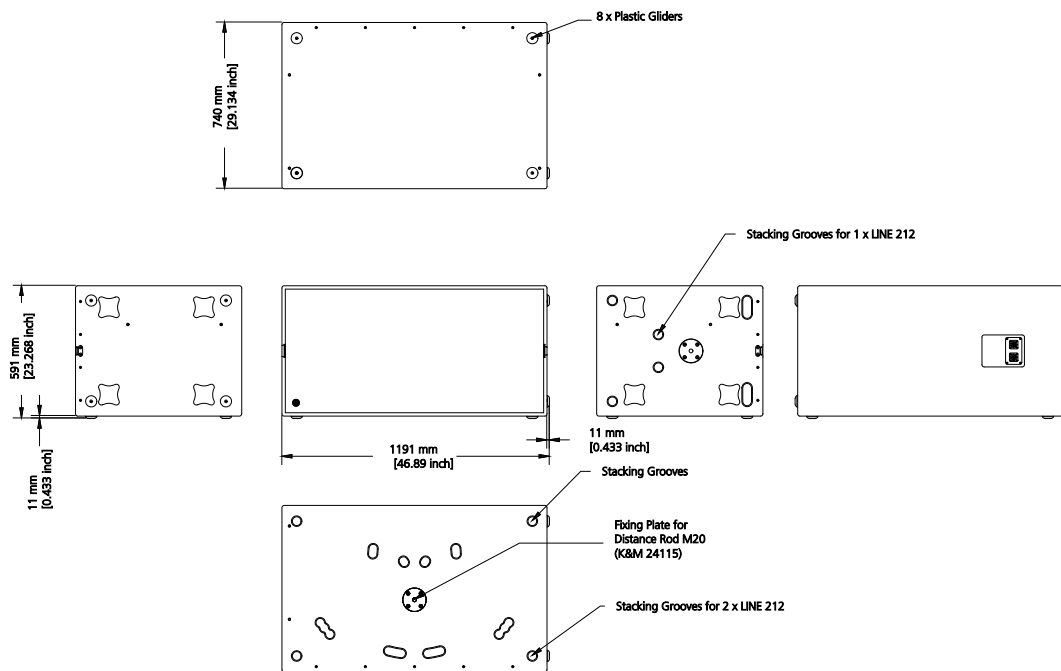 8 x Plastic Gliders
740 mm
[29.134 inch]
Stacking Grooves for 1 x LINE 212
591 mm
[23.268 inch]
11 mm
[0.433 inch]
1191 mm
[46.89 inch]
11 mm
[0.433 inch]
Stacking Grooves
Fixing Plate for
Distance Rod M20
(K&M 24115)
Stacking Grooves for 2 x LINE 212